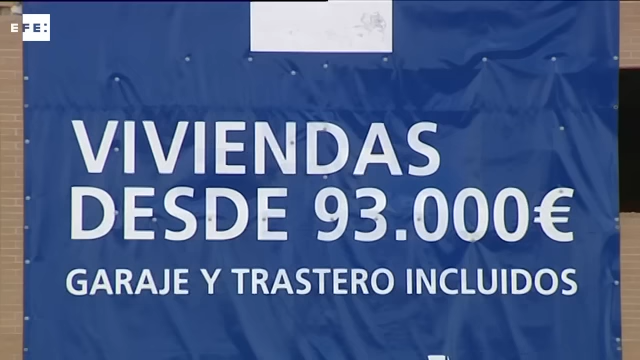 EFE:
VIVIENDAS
DESDE 93.000€
GARAJE Y TRASTERO INCLUIDOS